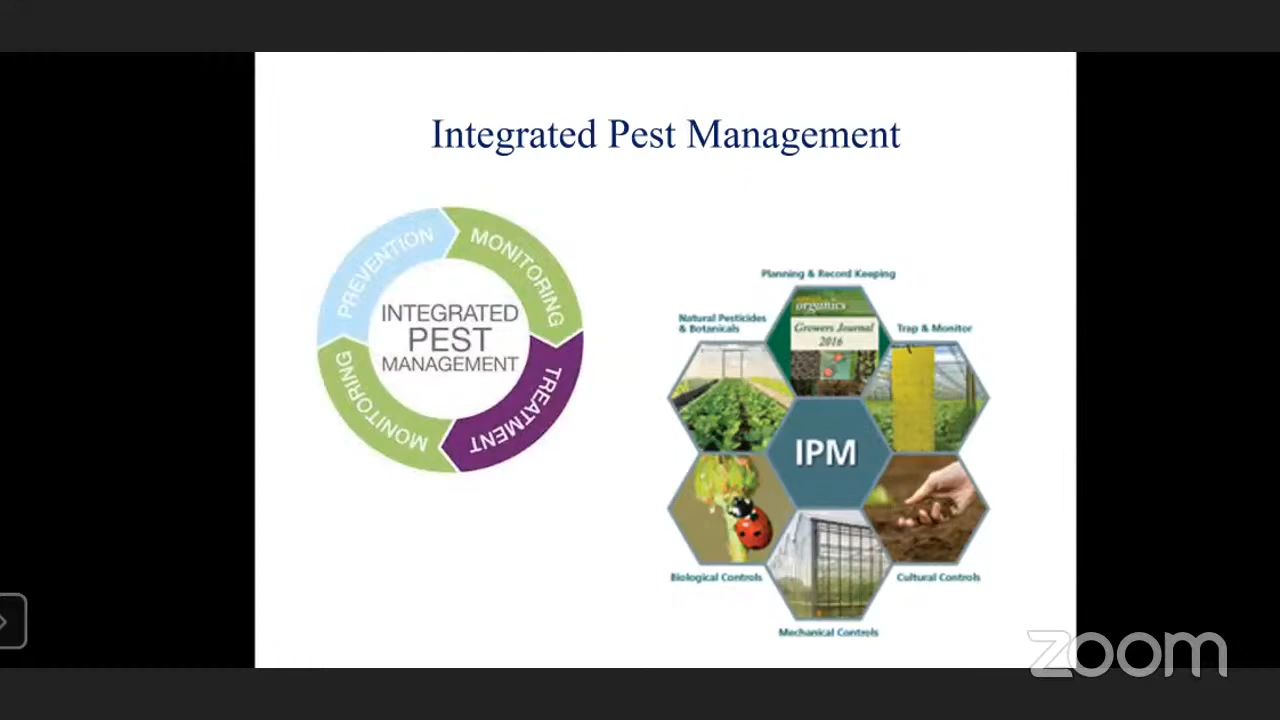 Integrated Pest Management
PREVENTION
MONITORING
TREATMENT
MONITORING
INTEGRATED
PEST
MANAGEMENT
Planning & Record Keeping
organics
Growers Journal
2016
Natural Pesticides
& Botanicals
Trap & Monitor
IPM
Biological Controls
Cultural Controls
Mechanical Controls
zoom